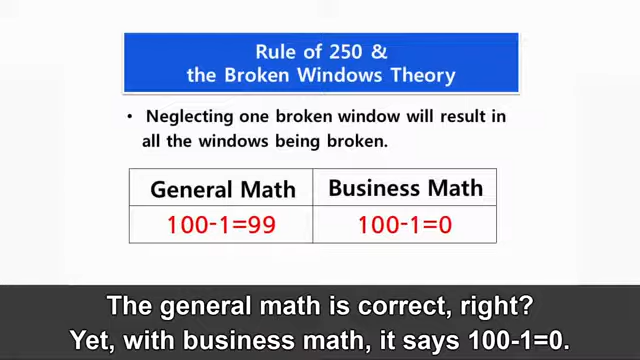 Rule of 250 &
the Broken Windows Theory
• Neglecting one broken window will result in
all the windows being broken.
General Math Business Math
100-1=99 100-1=0
The general math is correct, right?
Yet, with business math, it says 100-1=0.